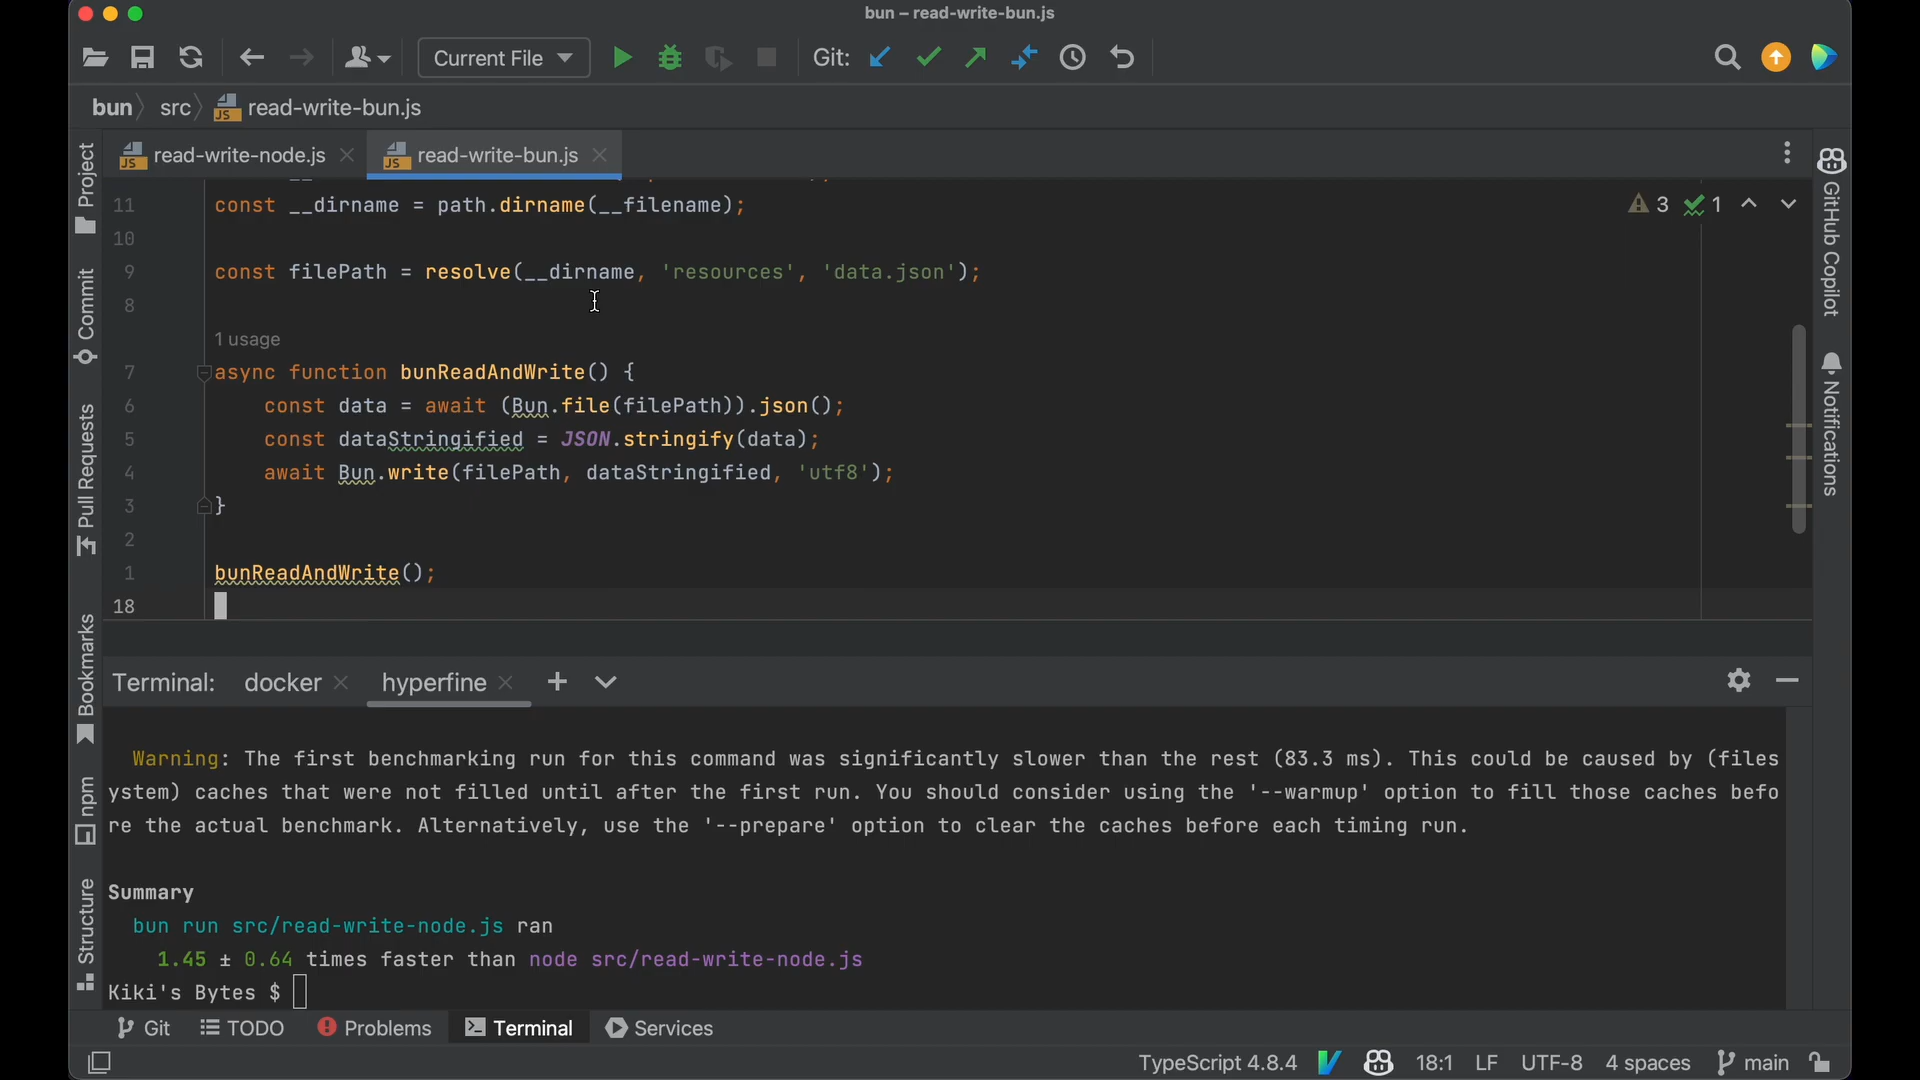 bun – read-write-bun.js
Current File
Git:
bun
src
JS
read-write-bun.js
JS
read-write-node.js
JS
read-write-bun.js
Project
Commit
Pull Requests
Bookmarks
npm
Structure
11 const __dirname = path.dirname(__filename);
10
9 const filePath = resolve(__dirname, 'resources', 'data.json');
8
1 usage
7 async function bunReadAndWrite() {
6 const data = await (Bun.file(filePath)).json();
5 const dataStringified = JSON.stringify(data);
4 await Bun.write(filePath, dataStringified, 'utf8');
3 }
2
1 bunReadAndWrite();
18
3
1
GitHub Copilot
Notifications
Terminal:
docker
hyperfine
Warning: The first benchmarking run for this command was significantly slower than the rest (83.3 ms). This could be caused by (files
ystem) caches that were not filled until after the first run. You should consider using the '--warmup' option to fill those caches befo
re the actual benchmark. Alternatively, use the '--prepare' option to clear the caches before each timing run.
Summary
bun run src/read-write-node.js ran
1.45 ± 0.64 times faster than node src/read-write-node.js
Kiki's Bytes $
Git
TODO
Problems
Terminal
Services
TypeScript 4.8.4
18:1
LF
UTF-8
4 spaces
main